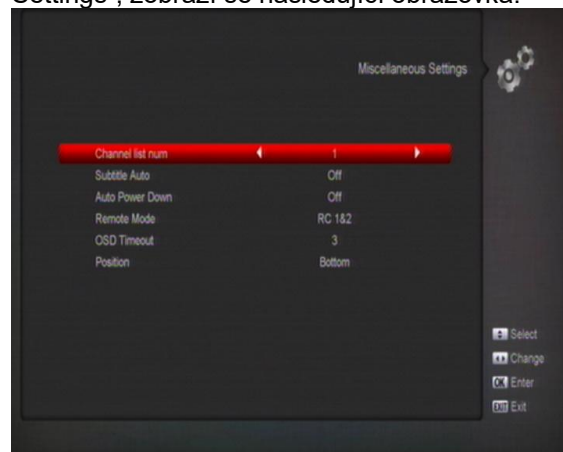 Settings", zobrazí se následující obrazovka:
Miscellaneous Settings
Channel list num 1
Subtitle Auto Off
Auto Power Down Off
Remote Mode RC 1&2
OSD Timeout 3
Position Bottom
Select
Change
OK Enter
EXIT Exit